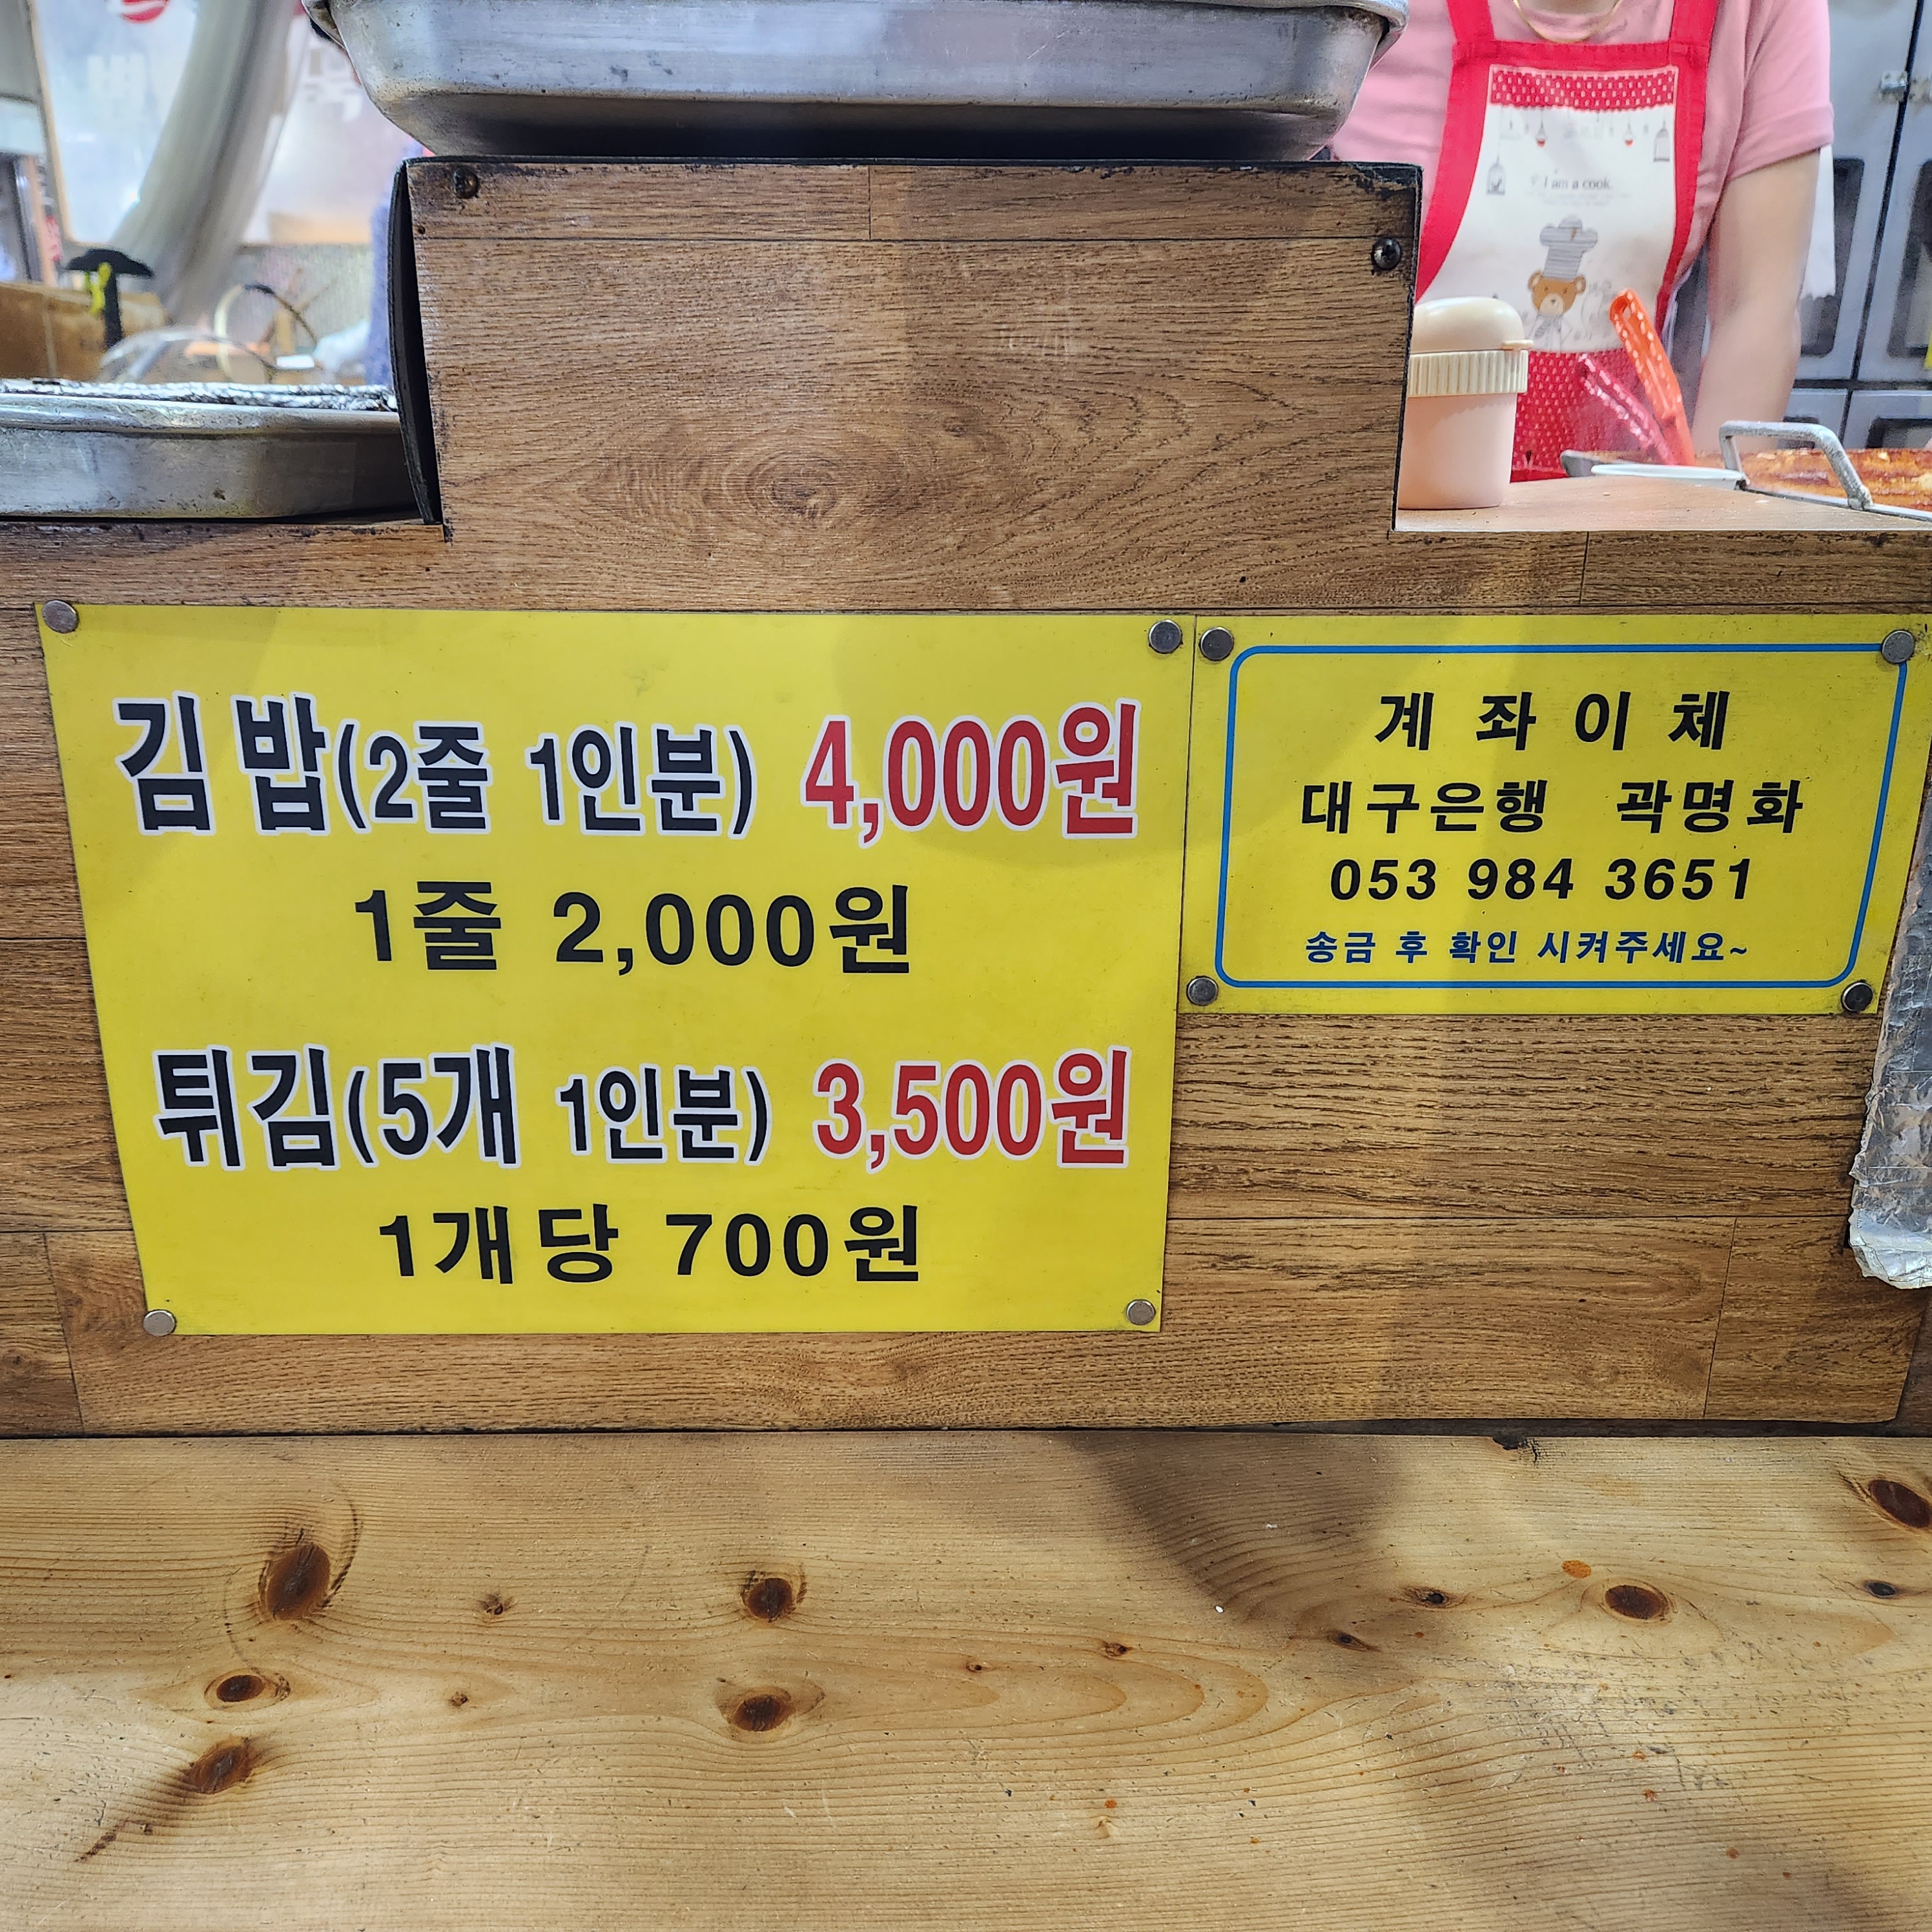 I am a cook.
김밥(2줄 1인분) 4,000원
1줄 2,000원
튀김(5개 1인분) 3,500원
1개당 700원
계좌이체
대구은행 곽명화
053 984 3651
송금 후 확인 시켜주세요~